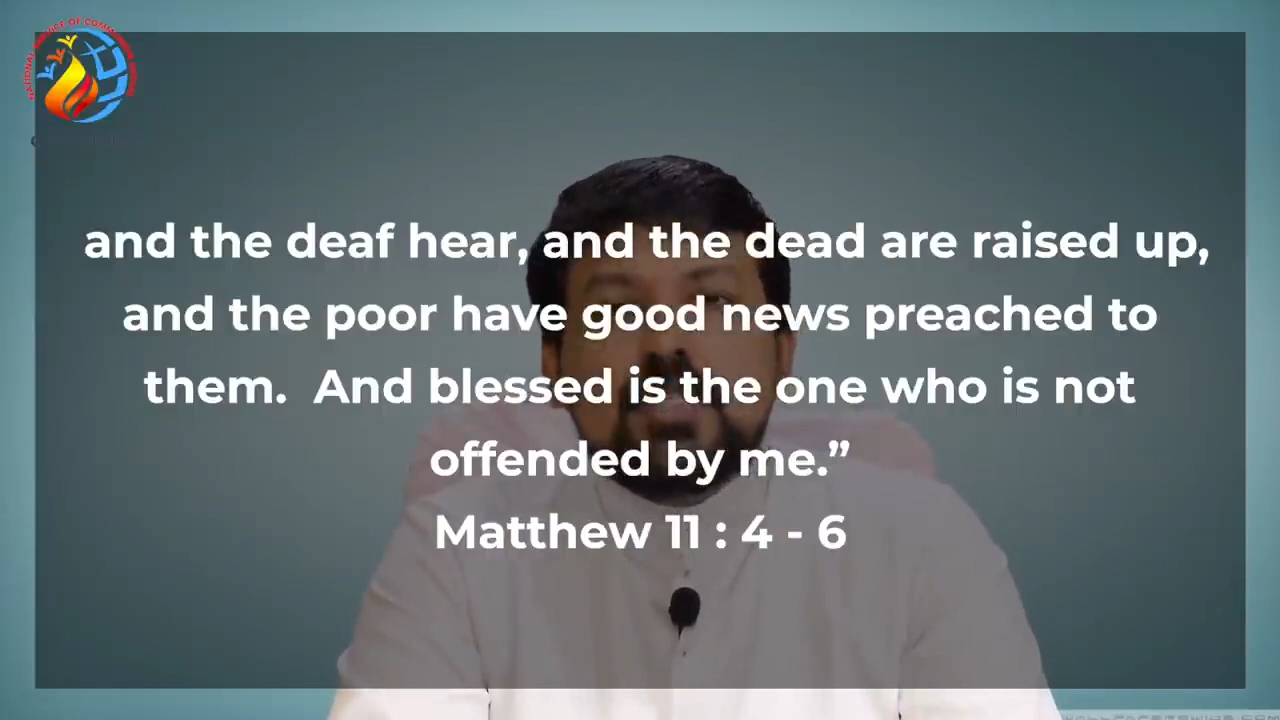 and the deaf hear, and the dead are raised up,
and the poor have good news preached to
them.  And blessed is the one who is not
offended by me.”
Matthew 11 : 4 - 6